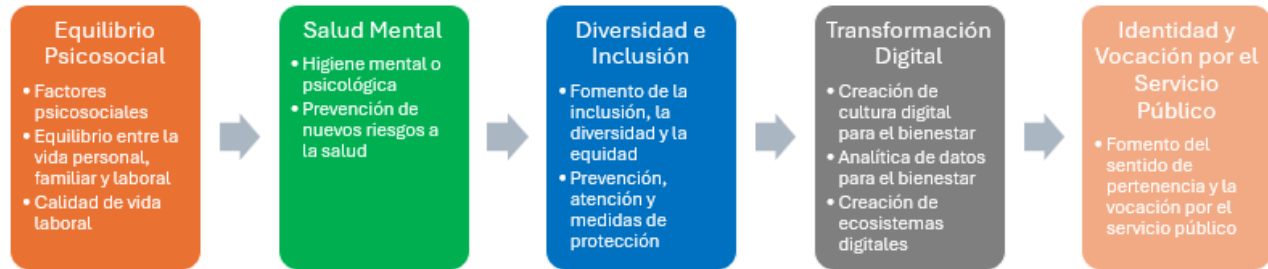 Equilibrio
Psicosocial
• Factores
psicosociales
• Equilibrio entre la
vida personal,
familiar y laboral
• Calidad de vida
laboral
Salud Mental
• Higiene mental o
psicológica
• Prevención de
nuevos riesgos a
la salud
Diversidad e
Inclusión
• Fomento de la
inclusión, la
diversidad y la
equidad
• Prevención,
atención y
medidas de
protección
Transformación
Digital
• Creación de
cultura digital
para el bienestar
• Analítica de datos
para el bienestar
• Creación de
ecosistemas
digitales
Identidad y
Vocación por el
Servicio
Público
• Fomento del
sentido de
pertenencia y la
vocación por el
servicio público